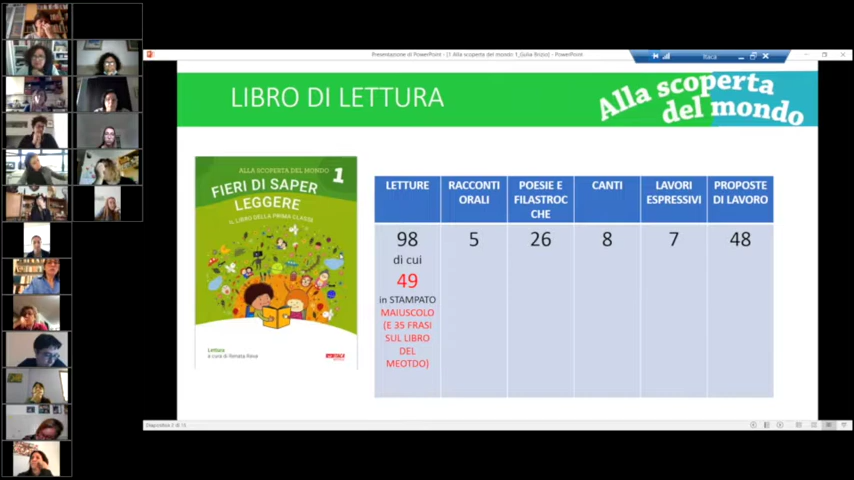 Presentazione di PowerPoint - [1 Alla scoperta del mondo 1_Giulia Brizio] - PowerPoint
Itaca
LIBRO DI LETTURA
Alla scoperta
del mondo
ALLA SCOPERTA DEL MONDO 1
FIERI DI SAPER
LEGGERE
IL LIBRO DELLA PRIMA CLASSE
Letture
a cura di Renata Rava
ITACA
LETTURE
RACCONTI
ORALI
POESIE E
FILASTROC
CHE
CANTI
LAVORI
ESPRESSIVI
PROPOSTE
DI LAVORO
98
di cui
49
in STAMPATO
MAIUSCOLO
(E 35 FRASI
SUL LIBRO
DEL
MEOTDO)
5
26
8
7
48